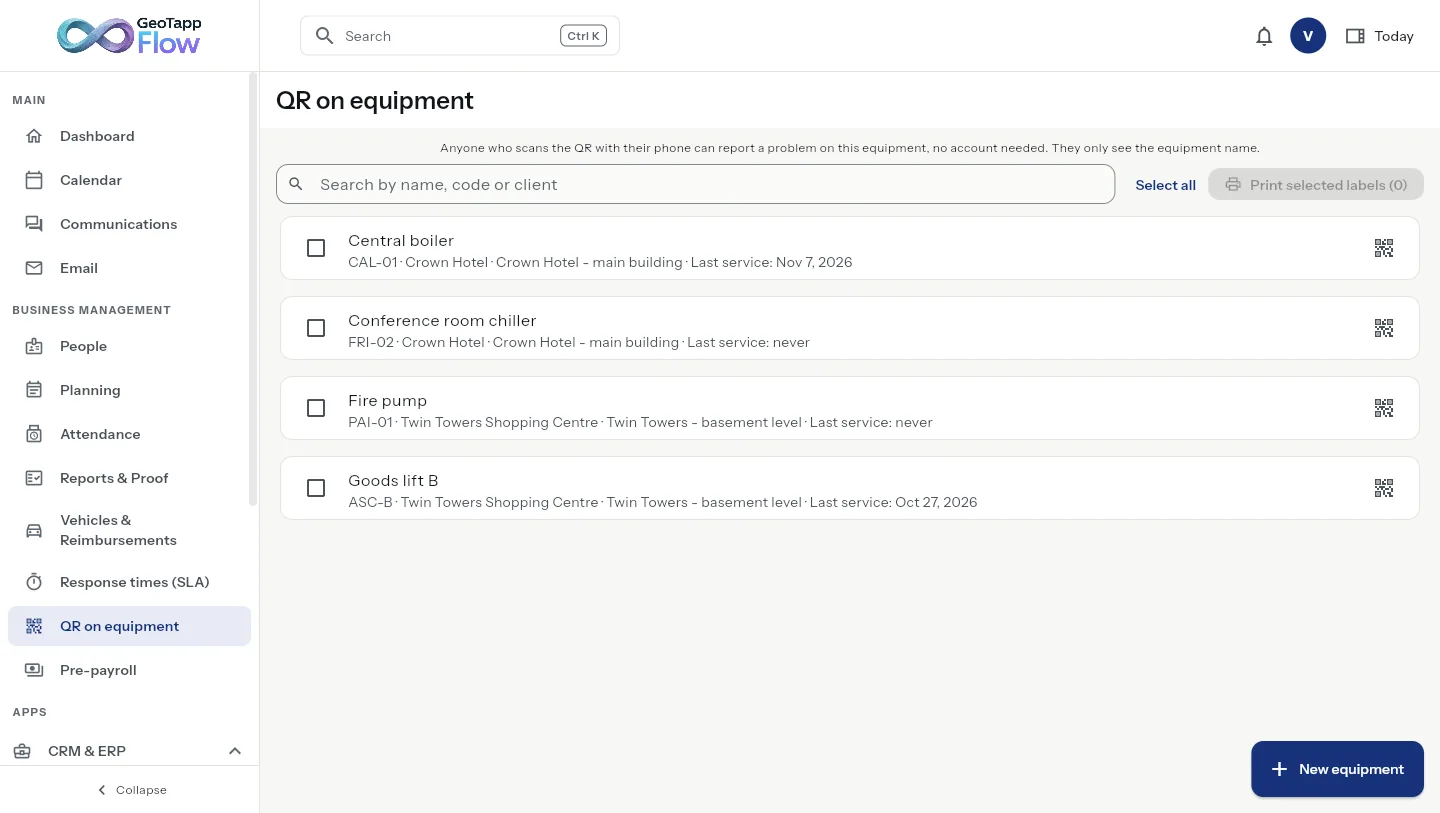 GeoTapp
Flow
Search
Ctrl K
V
Today
MAIN
Dashboard
Calendar
Communications
Email
BUSINESS MANAGEMENT
People
Planning
Attendance
Reports & Proof
Vehicles &
Reimbursements
Response times (SLA)
QR on equipment
Pre-payroll
APPS
CRM & ERP
Collapse
QR on equipment
Anyone who scans the QR with their phone can report a problem on this equipment, no account needed. They only see the equipment name.
Search by name, code or client
Select all
Print selected labels (0)
Central boiler
CAL-01 · Crown Hotel · Crown Hotel - main building · Last service: Nov 7, 2026
Conference room chiller
FRI-02 · Crown Hotel · Crown Hotel - main building · Last service: never
Fire pump
PAI-01 · Twin Towers Shopping Centre · Twin Towers - basement level · Last service: never
Goods lift B
ASC-B · Twin Towers Shopping Centre · Twin Towers - basement level · Last service: Oct 27, 2026
New equipment